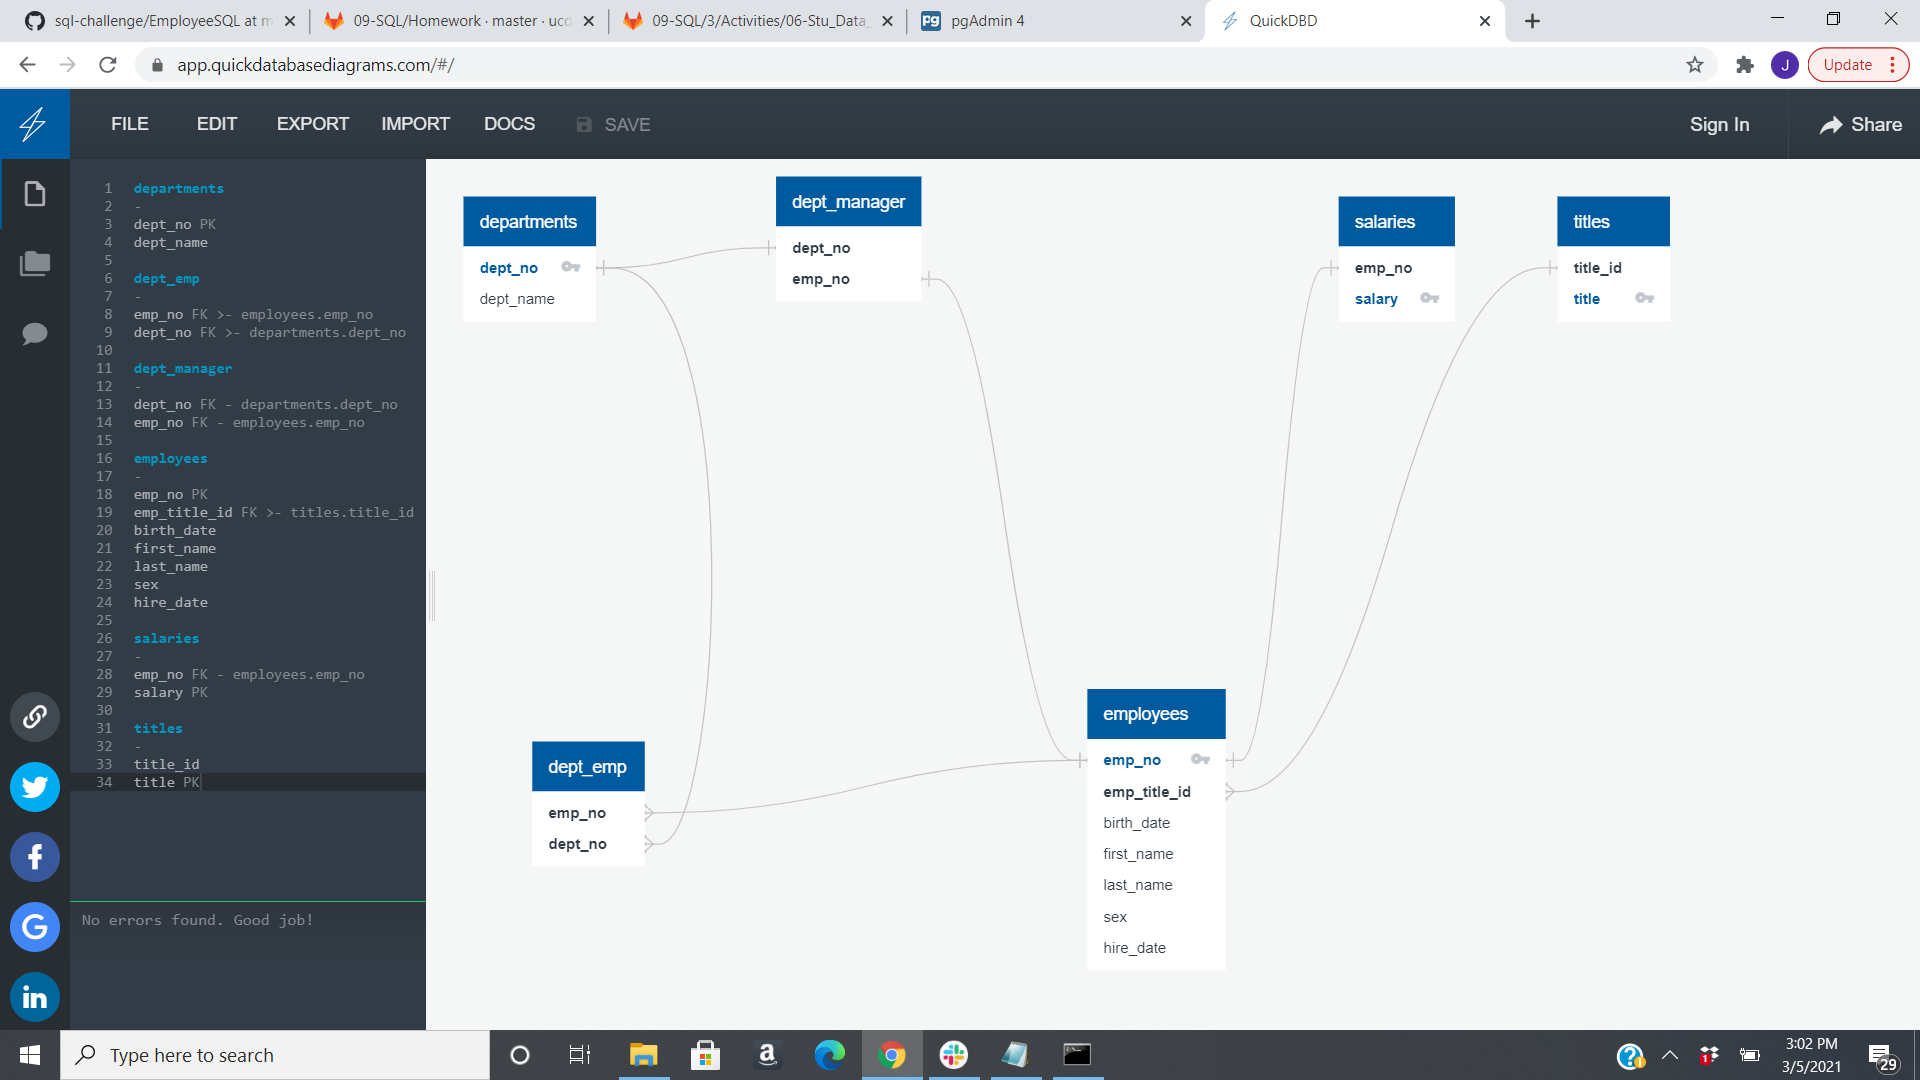 sql-challenge/EmployeeSQL at m
09-SQL/Homework · master · ucd
09-SQL/3/Activities/06-Stu_Data_
pgAdmin 4
QuickDBD
app.quickdatabasediagrams.com/#/
J
Update
FILE EDIT EXPORT IMPORT DOCS SAVE
Sign In
Share
1 departments
2 -
3 dept_no PK
4 dept_name
5
6 dept_emp
7 -
8 emp_no FK >- employees.emp_no
9 dept_no FK >- departments.dept_no
10
11 dept_manager
12 -
13 dept_no FK - departments.dept_no
14 emp_no FK - employees.emp_no
15
16 employees
17 -
18 emp_no PK
19 emp_title_id FK >- titles.title_id
20 birth_date
21 first_name
22 last_name
23 sex
24 hire_date
25
26 salaries
27 -
28 emp_no FK - employees.emp_no
29 salary PK
30
31 titles
32 -
33 title_id
34 title PK
No errors found. Good job!
departments
dept_no
dept_name
dept_manager
dept_no
emp_no
salaries
emp_no
salary
titles
title_id
title
dept_emp
emp_no
dept_no
employees
emp_no
emp_title_id
birth_date
first_name
last_name
sex
hire_date
Type here to search
3:02 PM
3/5/2021
29